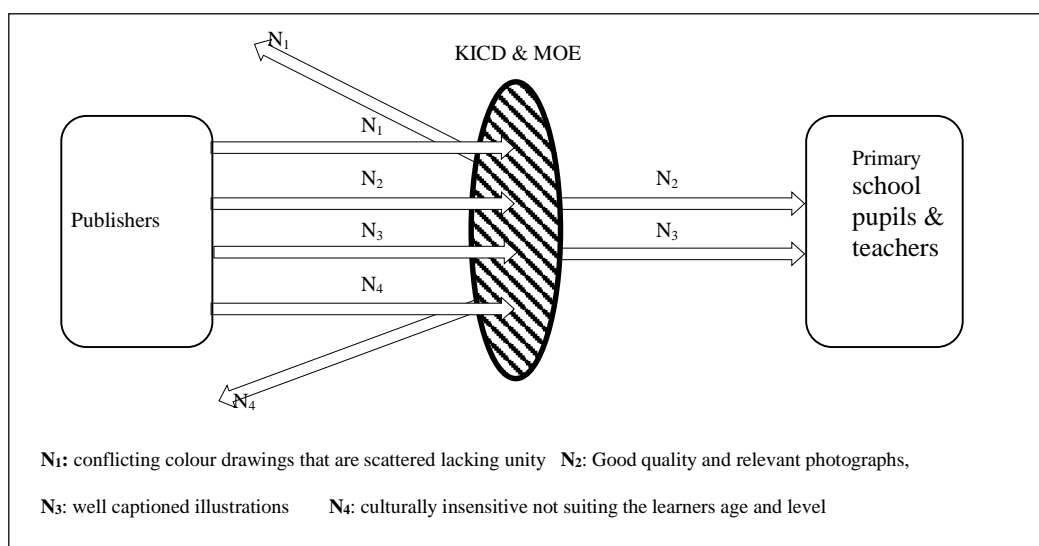 N1
KICD & MOE
N1
N2
N3
N4
N4
Publishers
N2
N3
Primary
school
pupils &
teachers
N1: conflicting colour drawings that are scattered lacking unity N2: Good quality and relevant photographs,
N3: well captioned illustrations N4: culturally insensitive not suiting the learners age and level